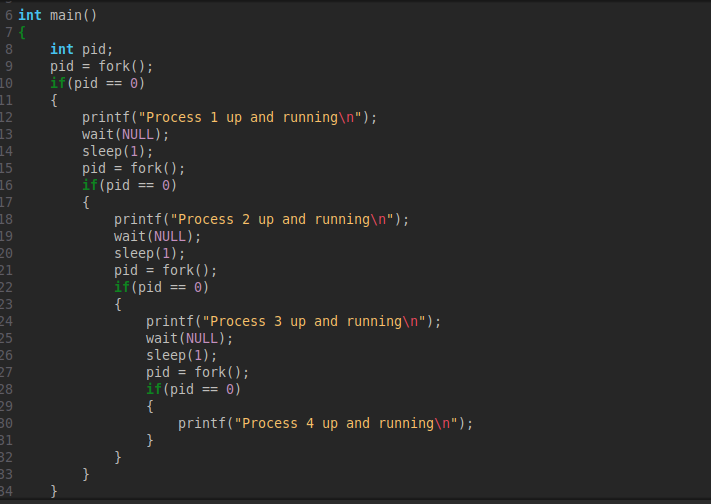 6 int main()
7 {
8     int pid;
9     pid = fork();
10     if(pid == 0)
11     {
12         printf("Process 1 up and running\n");
13         wait(NULL);
14         sleep(1);
15         pid = fork();
16         if(pid == 0)
17         {
18             printf("Process 2 up and running\n");
19             wait(NULL);
20             sleep(1);
21             pid = fork();
22             if(pid == 0)
23             {
24                 printf("Process 3 up and running\n");
25                 wait(NULL);
26                 sleep(1);
27                 pid = fork();
28                 if(pid == 0)
29                 {
30                     printf("Process 4 up and running\n");
31                 }
32             }
33         }
34     }